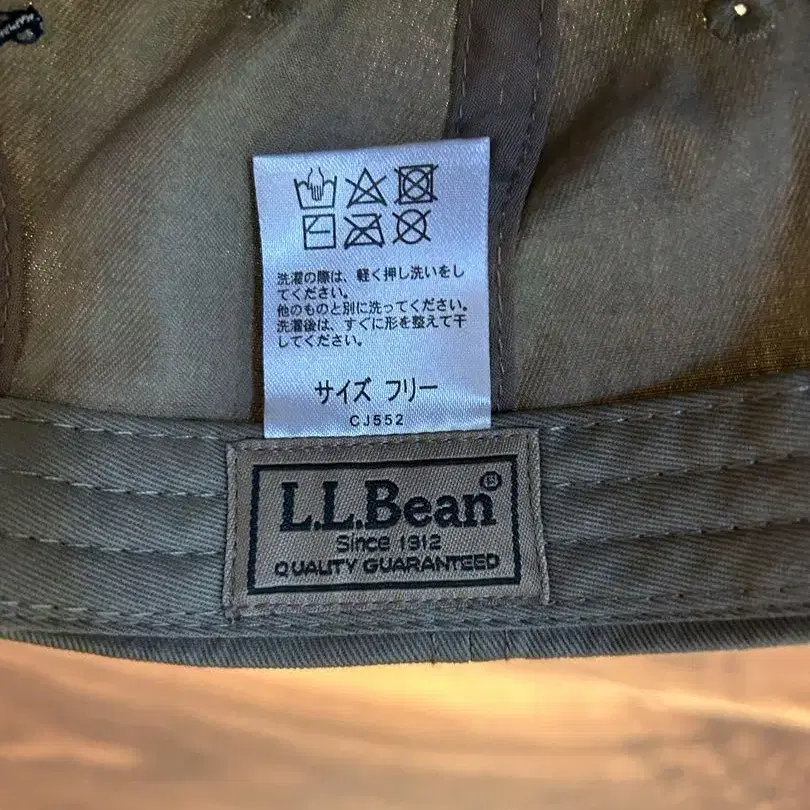 洗濯の際は、軽く押し洗いをし
てください。
他のものと別に洗ってください。
洗濯後は、すぐに形を整えて干
してください。
サイズ フリー
CJ552
L.L.Bean®
Since 1912
QUALITY GUARANTEED